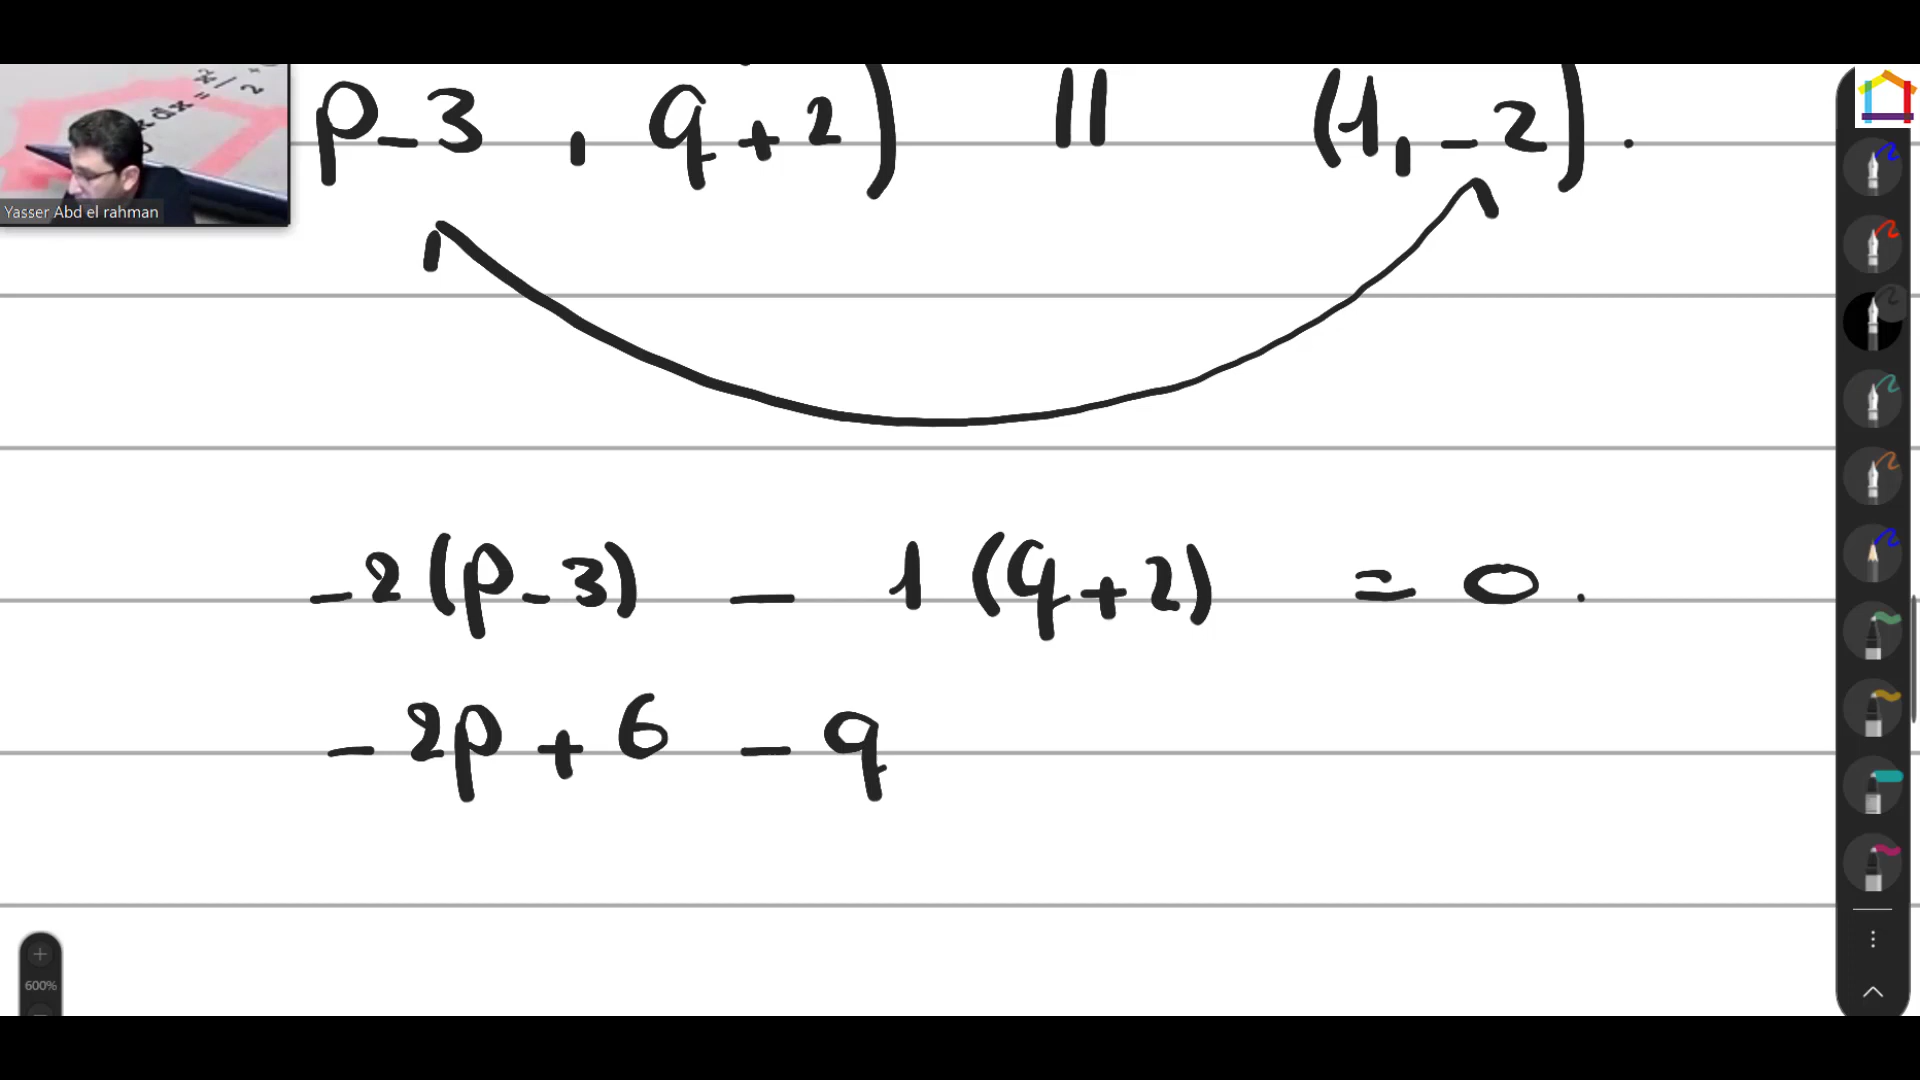 p-3 , q+2) || (1, -2).
Yasser Abd el rahman
-2(p-3) - 1(q+2) = 0.
-2p + 6 - q
600%